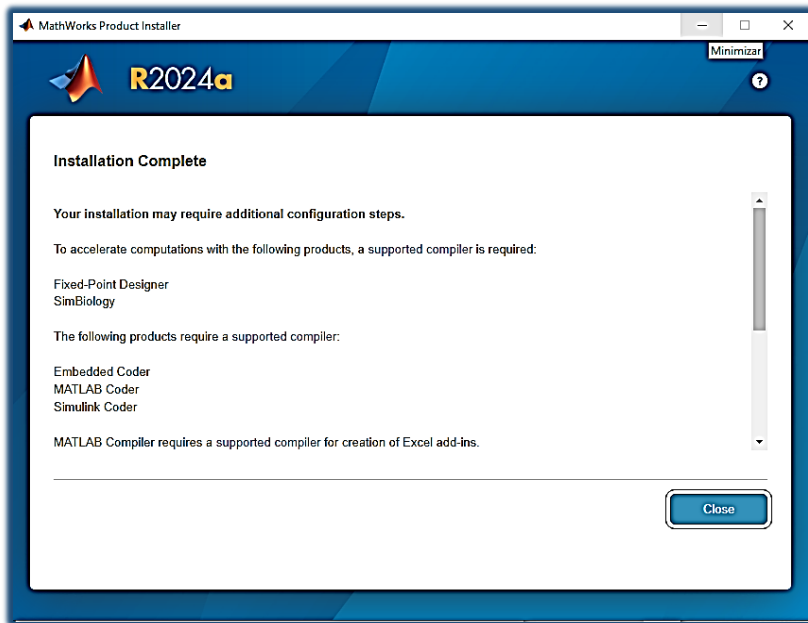 MathWorks Product Installer
Minimizar
R2024a
?
Installation Complete
Your installation may require additional configuration steps.
To accelerate computations with the following products, a supported compiler is required:
Fixed-Point Designer
SimBiology
The following products require a supported compiler:
Embedded Coder
MATLAB Coder
Simulink Coder
MATLAB Compiler requires a supported compiler for creation of Excel add-ins.
Close